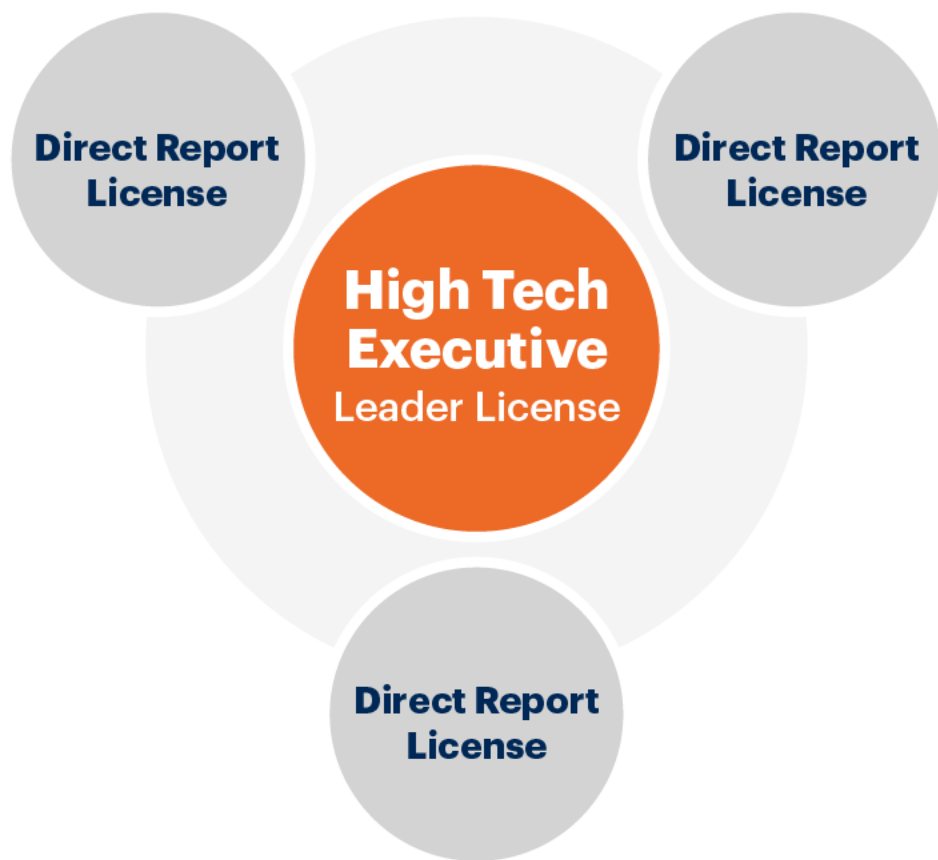 Direct Report
License
Direct Report
License
High Tech
Executive
Leader License
Direct Report
License